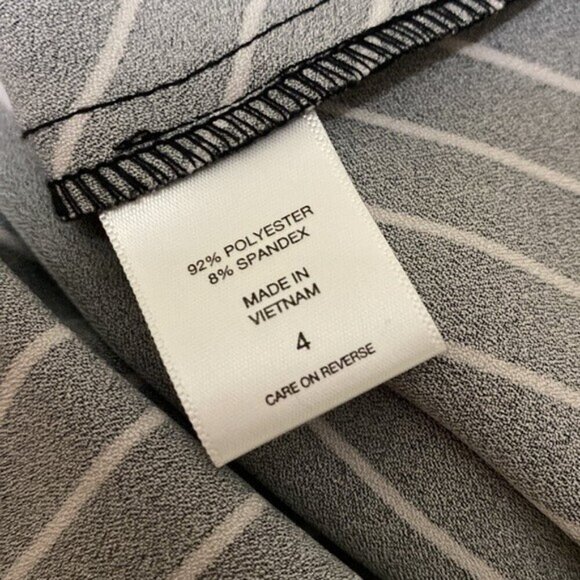 92% POLYESTER
8% SPANDEX
MADE IN
VIETNAM
4
CARE ON REVERSE